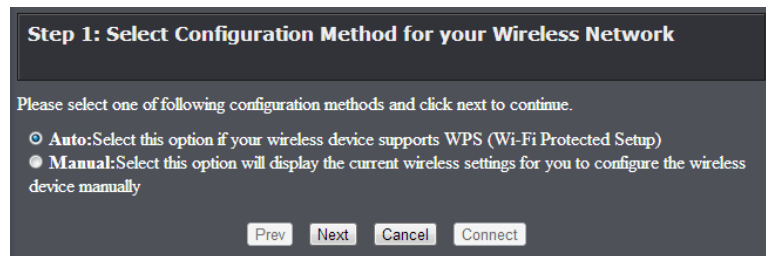 Step 1: Select Configuration Method for your Wireless Network
Please select one of following configuration methods and click next to continue.
Auto:Select this option if your wireless device supports WPS (Wi-Fi Protected Setup)
Manual:Select this option will display the current wireless settings for you to configure the wireless
device manually
Prev Next Cancel Connect